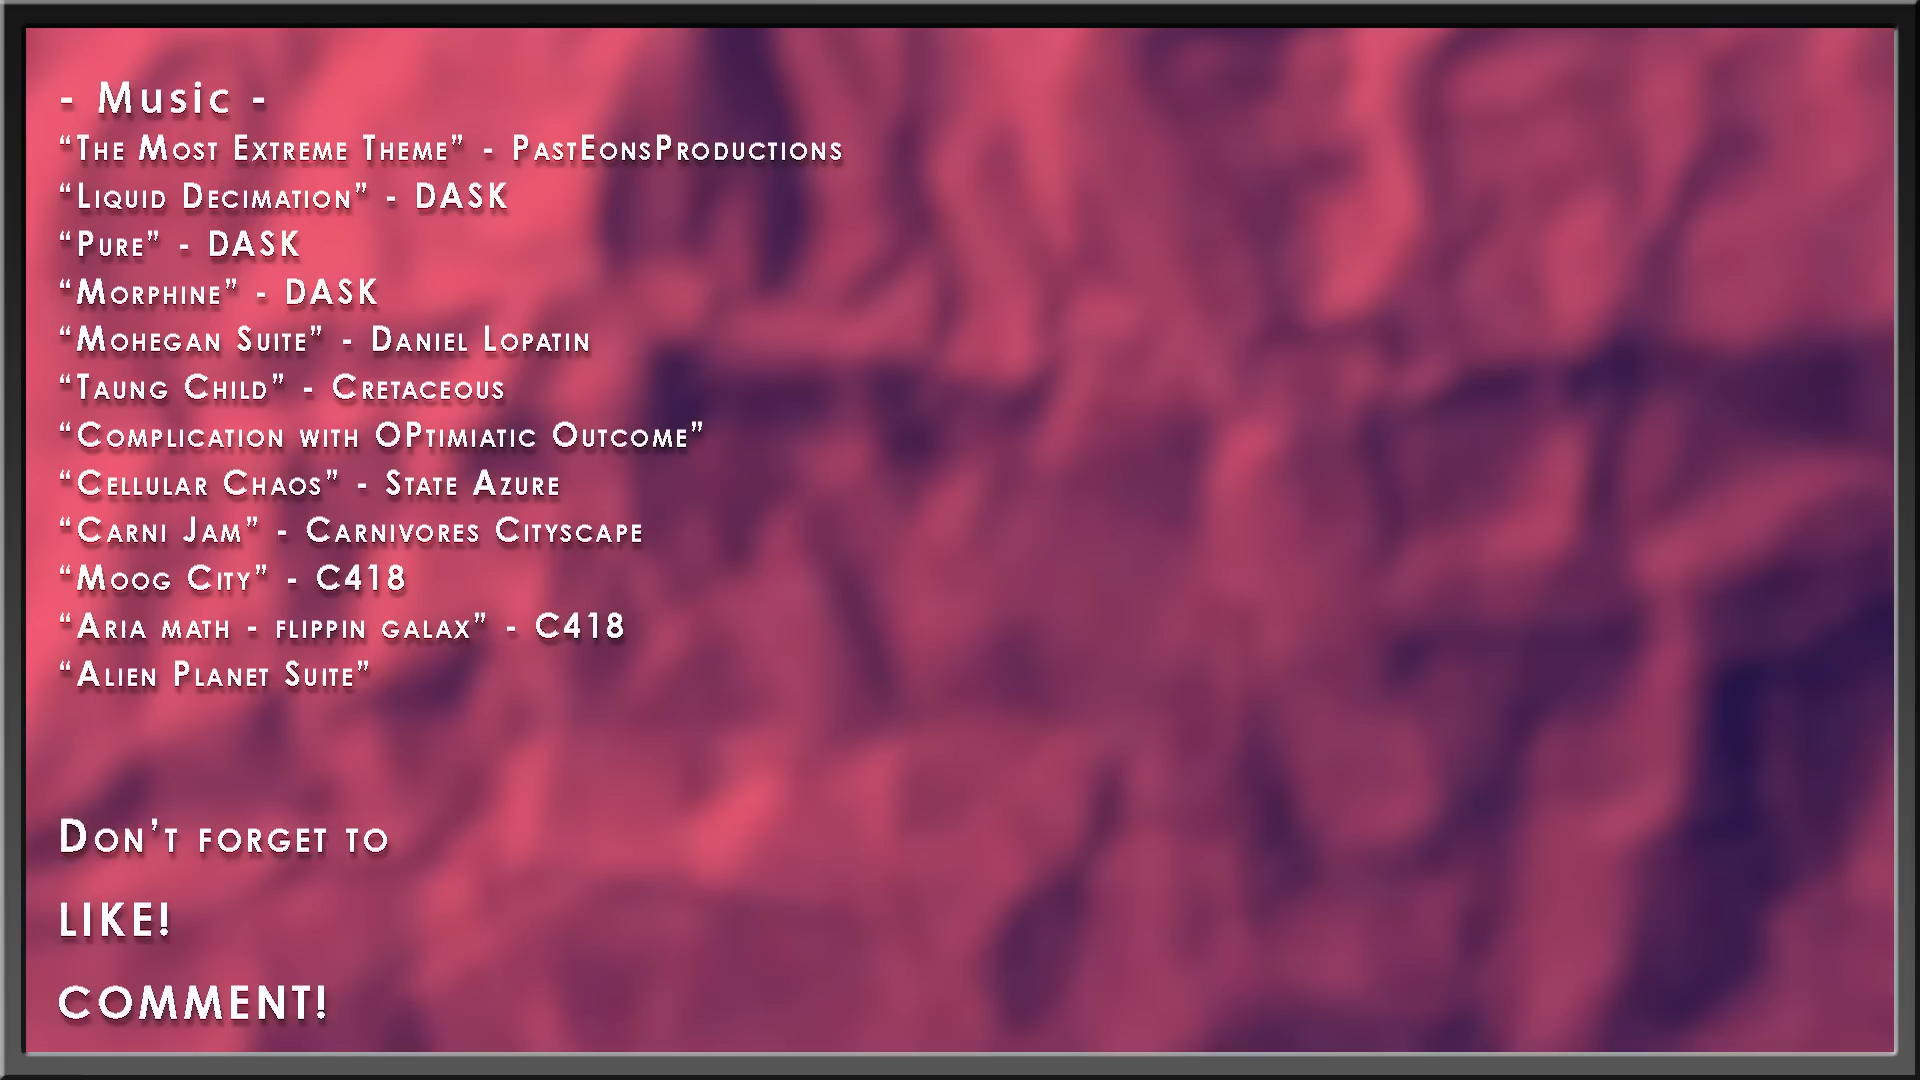 - Music -
“The Most Extreme Theme” - PastEonsProductions
“Liquid Decimation” - DASK
“Pure” - DASK
“Morphine” - DASK
“Mohegan Suite” - Daniel Lopatin
“Taung Child” - Cretaceous
“Complication with OPtimiatic Outcome”
“Cellular Chaos” - State Azure
“Carni Jam” - Carnivores Cityscape
“Moog City” - C418
“Aria math - flippin galax” - C418
“Alien Planet Suite”
Don’t forget to
LIKE!
COMMENT!